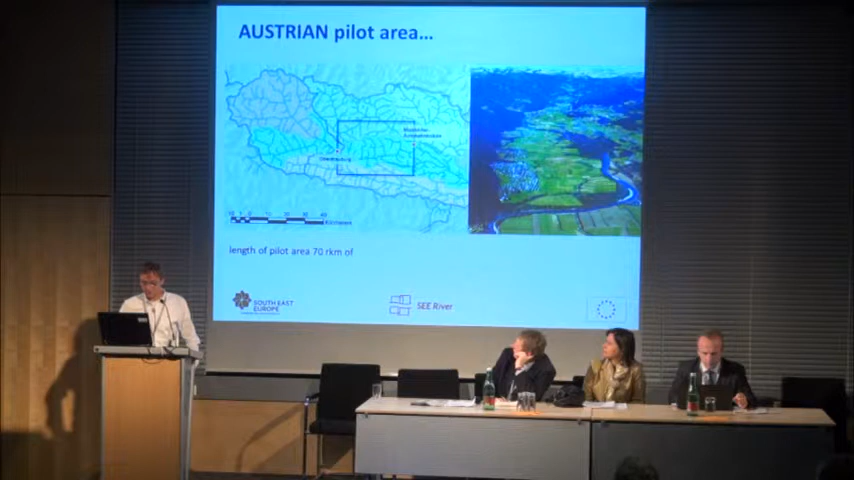 AUSTRIAN pilot area...
length of pilot area 70 rkm of
SOUTH EAST
EUROPE
SEE River